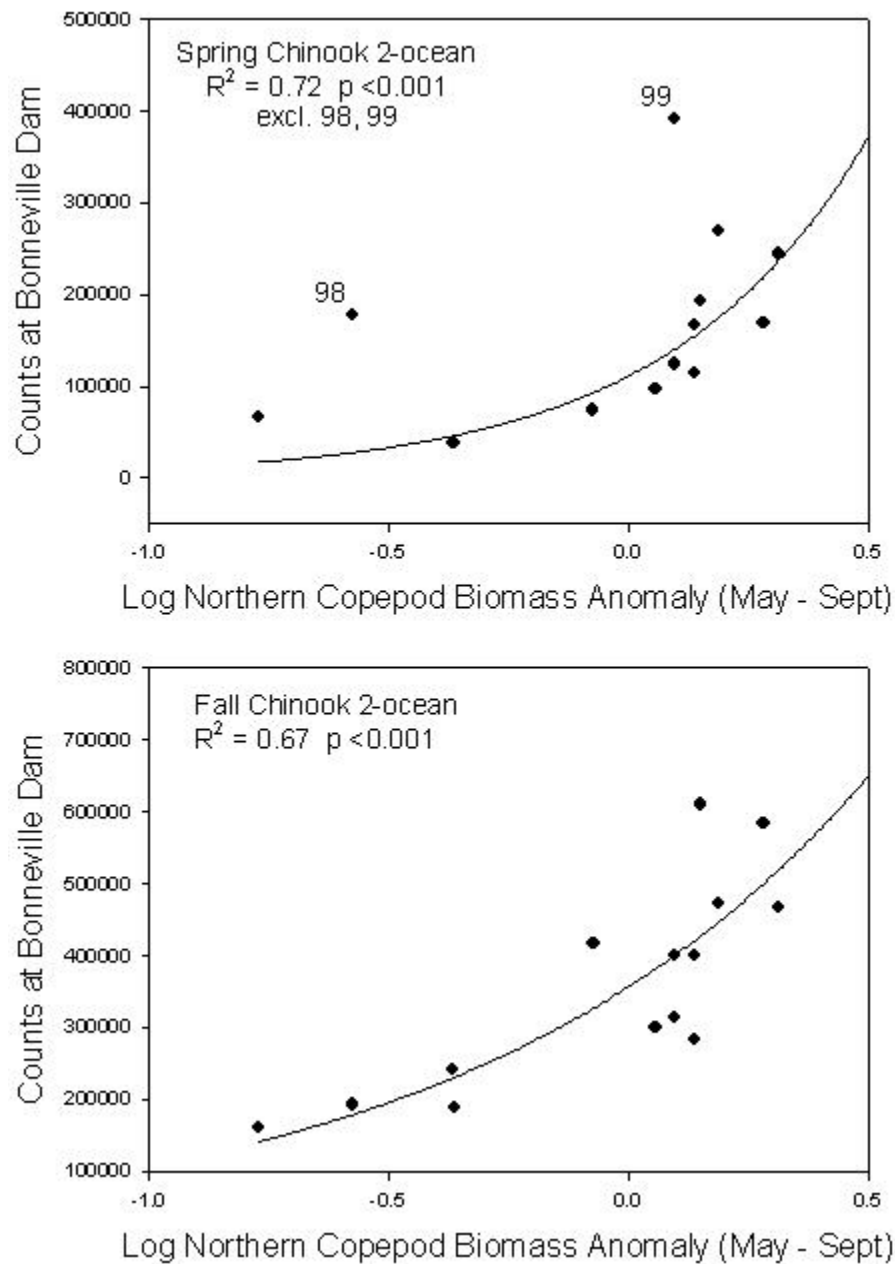 500000
Spring Chinook 2-ocean
R² = 0.72 p <0.001
excl. 98, 99
99
400000
300000
98
200000
100000
0
Counts at Bonneville Dam
-1.0 -0.5 0.0 0.5
Log Northern Copepod Biomass Anomaly (May - Sept)
800000
Fall Chinook 2-ocean
R² = 0.67 p <0.001
700000
600000
500000
400000
300000
200000
100000
Counts at Bonneville Dam
-1.0 -0.5 0.0 0.5
Log Northern Copepod Biomass Anomaly (May - Sept)